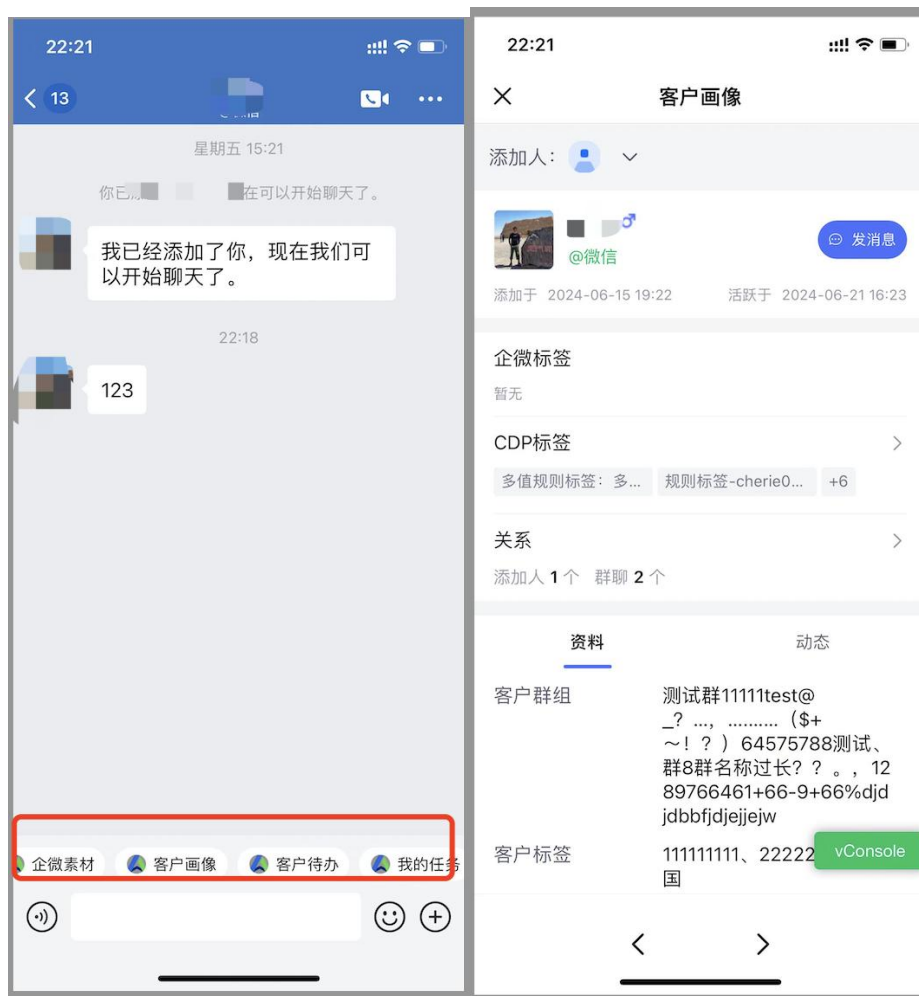 22:21
13
@微信
星期五 15:21
在可以开始聊天了。
我已经添加了你，现在我们可
以开始聊天了。
22:18
123
企微素材
客户画像
客户待办
我的任务
22:21
客户画像
添加人：
@微信
发消息
添加于 2024-06-15 19:22
活跃于 2024-06-21 16:23
企微标签
暂无
CDP标签
多值规则标签：多...
规则标签-cherie0...
+6
关系
添加人 1 个 群聊 2 个
资料
动态
客户群组
测试群11111test@
_? ...，..........（$+
～！？）64575788测试、
群8群名称过长？？。，12
89766461+66-9+66%djd
jdbbfjdjejjejw
客户标签
111111111、22222
国
vConsole